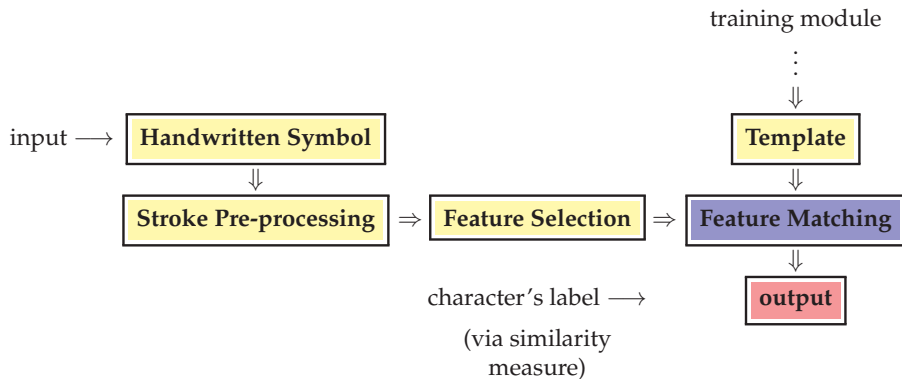 training module
⋮
⇓
input ⟶ Handwritten Symbol Template
⇓ ⇓
Stroke Pre-processing ⇒ Feature Selection ⇒ Feature Matching
⇓
character's label ⟶ output
(via similarity
measure)